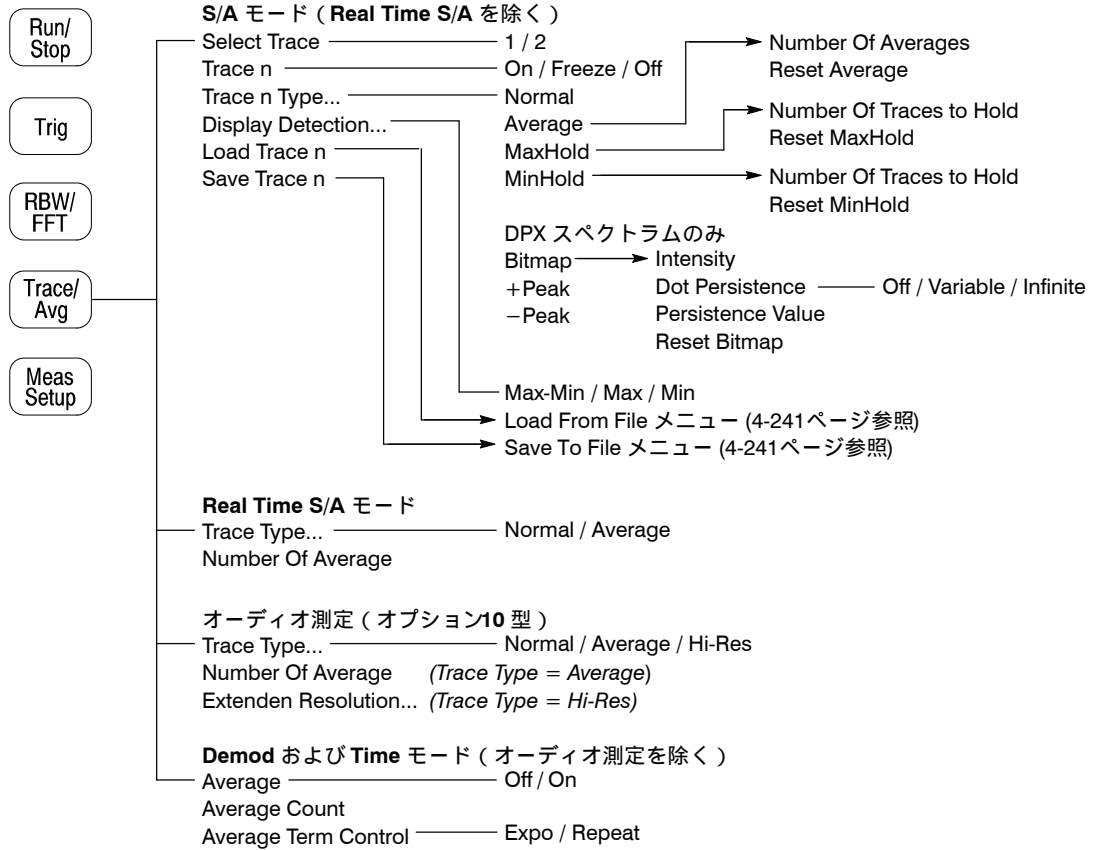 Run/
Stop
Trig
RBW/
FFT
Trace/
Avg
Meas
Setup
S/A モード（Real Time S/A を除く）
Select Trace 1 / 2
Trace n On / Freeze / Off
Trace n Type... Normal
Display Detection... Average
Load Trace n MaxHold
Save Trace n MinHold
Number Of Averages
Reset Average
Number Of Traces to Hold
Reset MaxHold
Number Of Traces to Hold
Reset MinHold
DPX スペクトラムのみ
Bitmap Intensity
+Peak Dot Persistence Off / Variable / Infinite
−Peak Persistence Value
Reset Bitmap
Max-Min / Max / Min
Load From File メニュー (4-241ページ参照)
Save To File メニュー (4-241ページ参照)
Real Time S/A モード
Trace Type... Normal / Average
Number Of Average
オーディオ測定（オプション10 型）
Trace Type... Normal / Average / Hi-Res
Number Of Average (Trace Type = Average)
Extenden Resolution... (Trace Type = Hi-Res)
Demod および Time モード（オーディオ測定を除く）
Average Off / On
Average Count
Average Term Control Expo / Repeat